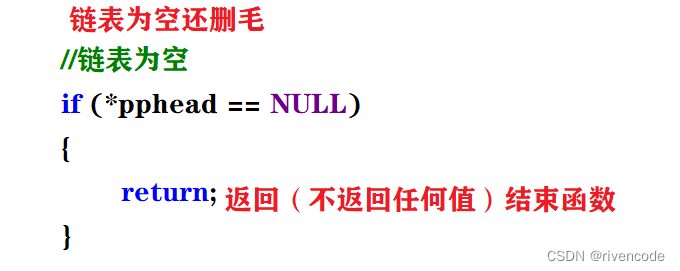 链表为空还删毛
//链表为空
if (*pphead == NULL)
{
return; 返回（不返回任何值）结束函数
}
CSDN @rivencode